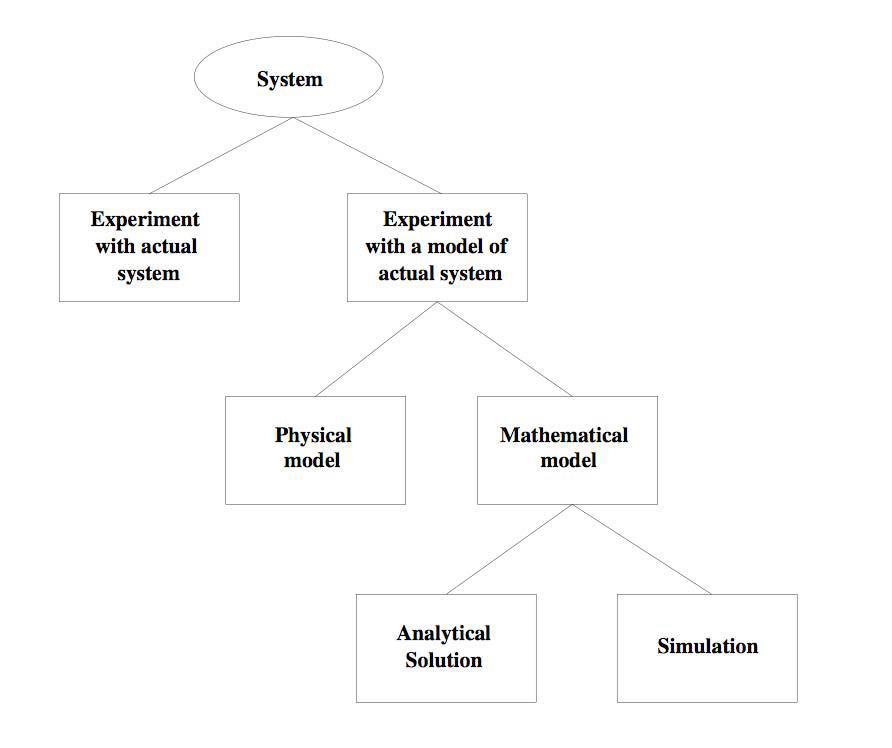 System
Experiment
with actual
system
Experiment
with a model of
actual system
Physical
model
Mathematical
model
Analytical
Solution
Simulation